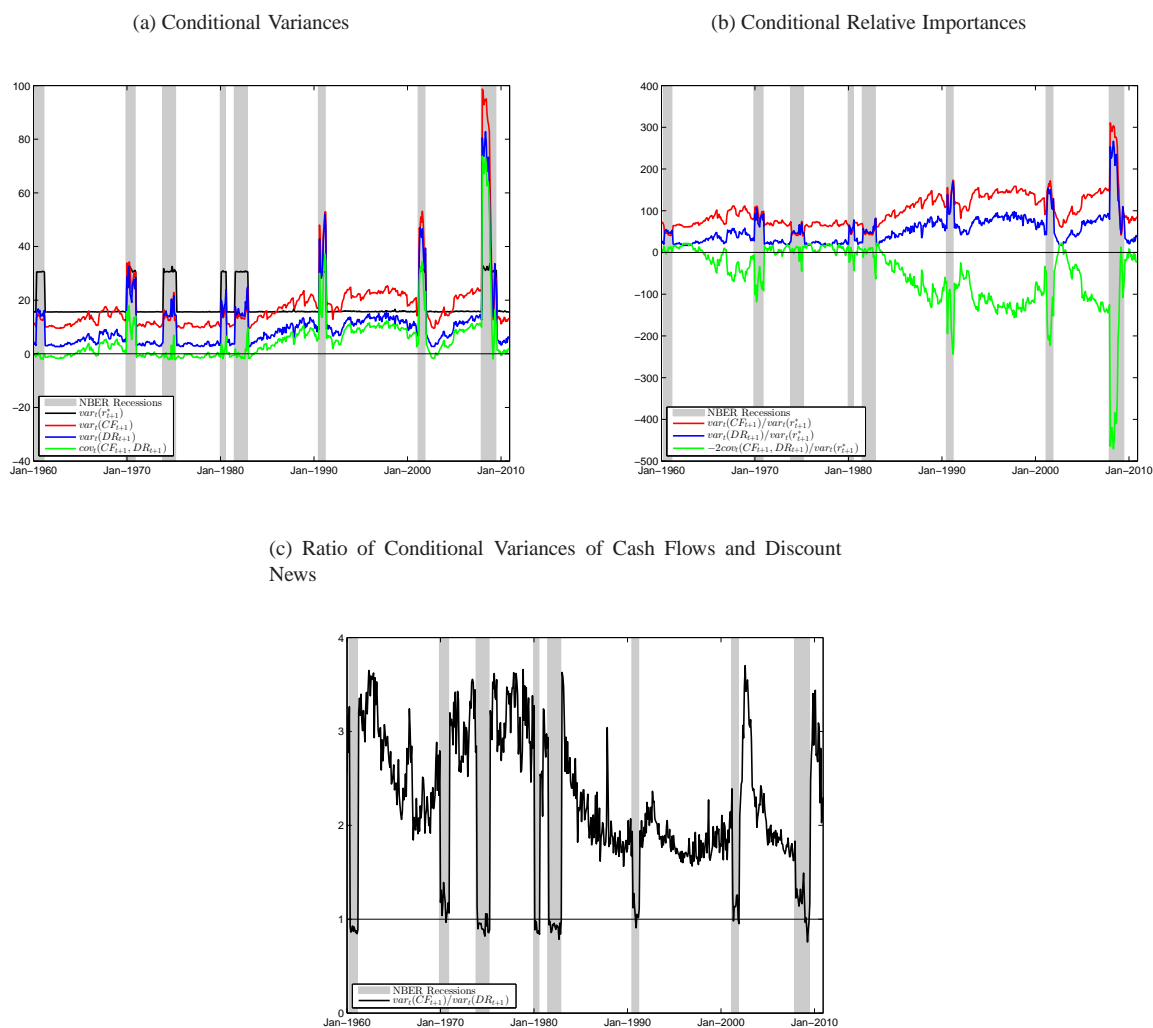 (a) Conditional Variances
100
80
60
40
20
0
−20
−40
Jan−1960
Jan−1970
Jan−1980
Jan−1990
Jan−2000
Jan−2010
NBER Recessions
var_t(r*_{t+1})
var_t(CF_{t+1})
var_t(DR_{t+1})
cov_t(CF_{t+1}, DR_{t+1})
(b) Conditional Relative Importances
400
300
200
100
0
−100
−200
−300
−400
−500
Jan−1960
Jan−1970
Jan−1980
Jan−1990
Jan−2000
Jan−2010
NBER Recessions
var_t(CF_{t+1})/var_t(r*_{t+1})
var_t(DR_{t+1})/var_t(r*_{t+1})
−2cov_t(CF_{t+1}, DR_{t+1})/var_t(r*_{t+1})
(c) Ratio of Conditional Variances of Cash Flows and Discount
News
4
3
2
1
0
Jan−1960
Jan−1970
Jan−1980
Jan−1990
Jan−2000
Jan−2010
NBER Recessions
var_t(CF_{t+1})/var_t(DR_{t+1})